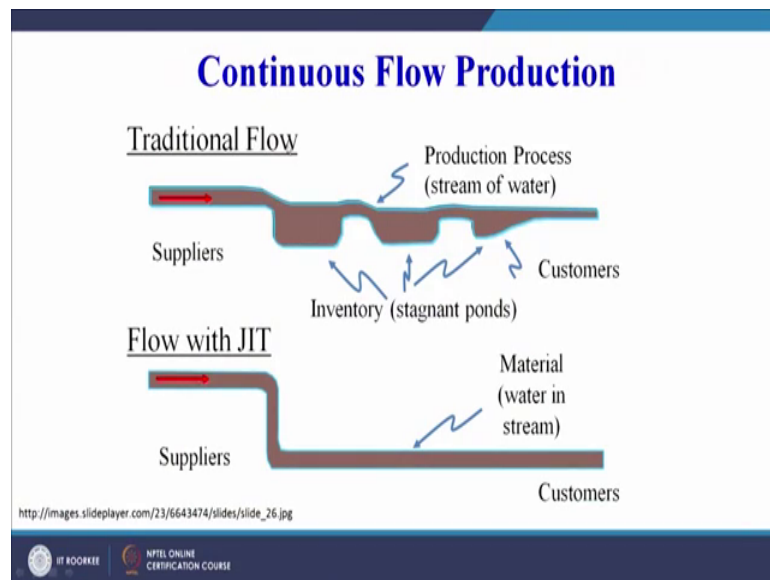 Continuous Flow Production
Traditional Flow
Production Process
(stream of water)
Suppliers
Customers
Inventory (stagnant ponds)
Flow with JIT
Material
(water in
stream)
Suppliers
Customers
http://images.slideplayer.com/23/6643474/slides/slide_26.jpg
IIT ROORKEE
NPTEL ONLINE
CERTIFICATION COURSE